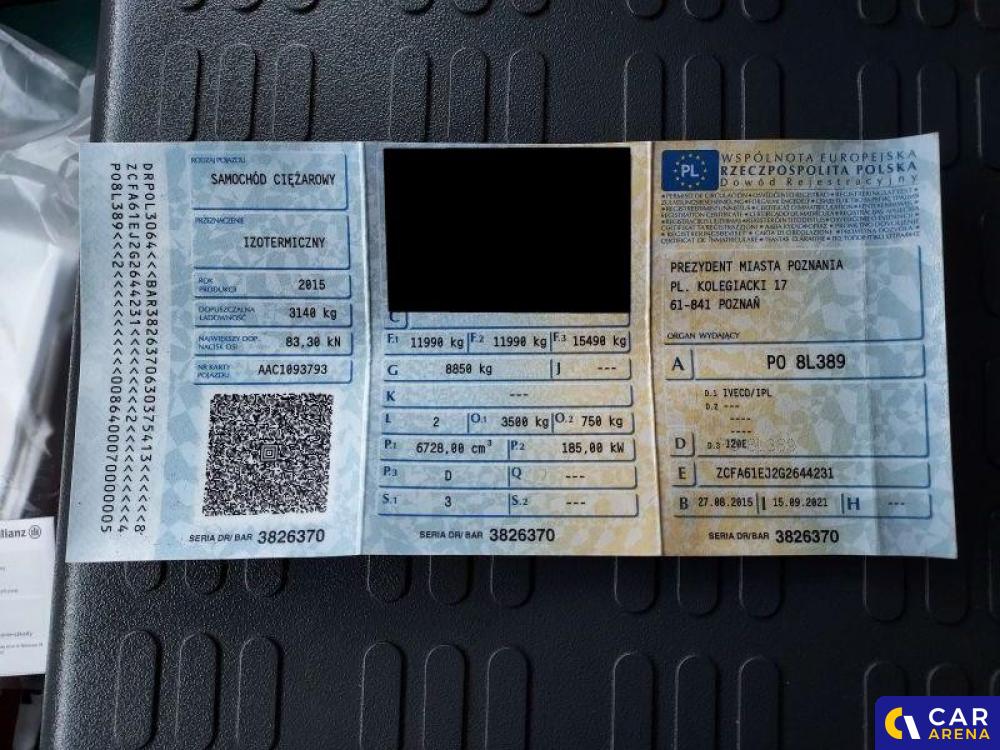 DRPOL3064<<BAR38263706303754l3<<<<<<8
ZCFA61EJ2G2644231<<<<<<2<<<<<<<<<<4
PO8L389<<2<<<<<<<<<<<<0086400070000005
RODZAJ POJAZDU
SAMOCHÓD CIĘŻAROWY
PRZEZNACZENIE
IZOTERMICZNY
ROK PRODUKCJI 2015
DOPUSZCZALNA ŁADOWNOŚĆ 3140 kg
NAJWIĘKSZY DOP. NACISK OSI 83,30 kN
NR KARTY POJAZDU AAC1093793
SERIA DR/BAR 3826370
C
F.1 11990 kg F.2 11990 kg F.3 15490 kg
G 8850 kg J ---
K ---
L 2 O.1 3500 kg O.2 750 kg
P.1 6728,00 cm³ P.2 185,00 kW
P.3 D Q ---
S.1 3 S.2 ---
SERIA DR/BAR 3826370
PL
WSPÓLNOTA EUROPEJSKA
RZECZPOSPOLITA POLSKA
Dowód Rejestracyjny
PREZYDENT MIASTA POZNANIA
PL. KOLEGIACKI 17
61-841 POZNAŃ
ORGAN WYDAJĄCY
A PO 8L389
D.1 IVECO/IPL
D.2 ---
----
----
D D.3 120E
E ZCFA61EJ2G2644231
B 27.08.2015 I 15.09.2021 H ---
SERIA DR/BAR 3826370
llianz
CAR
ARENA